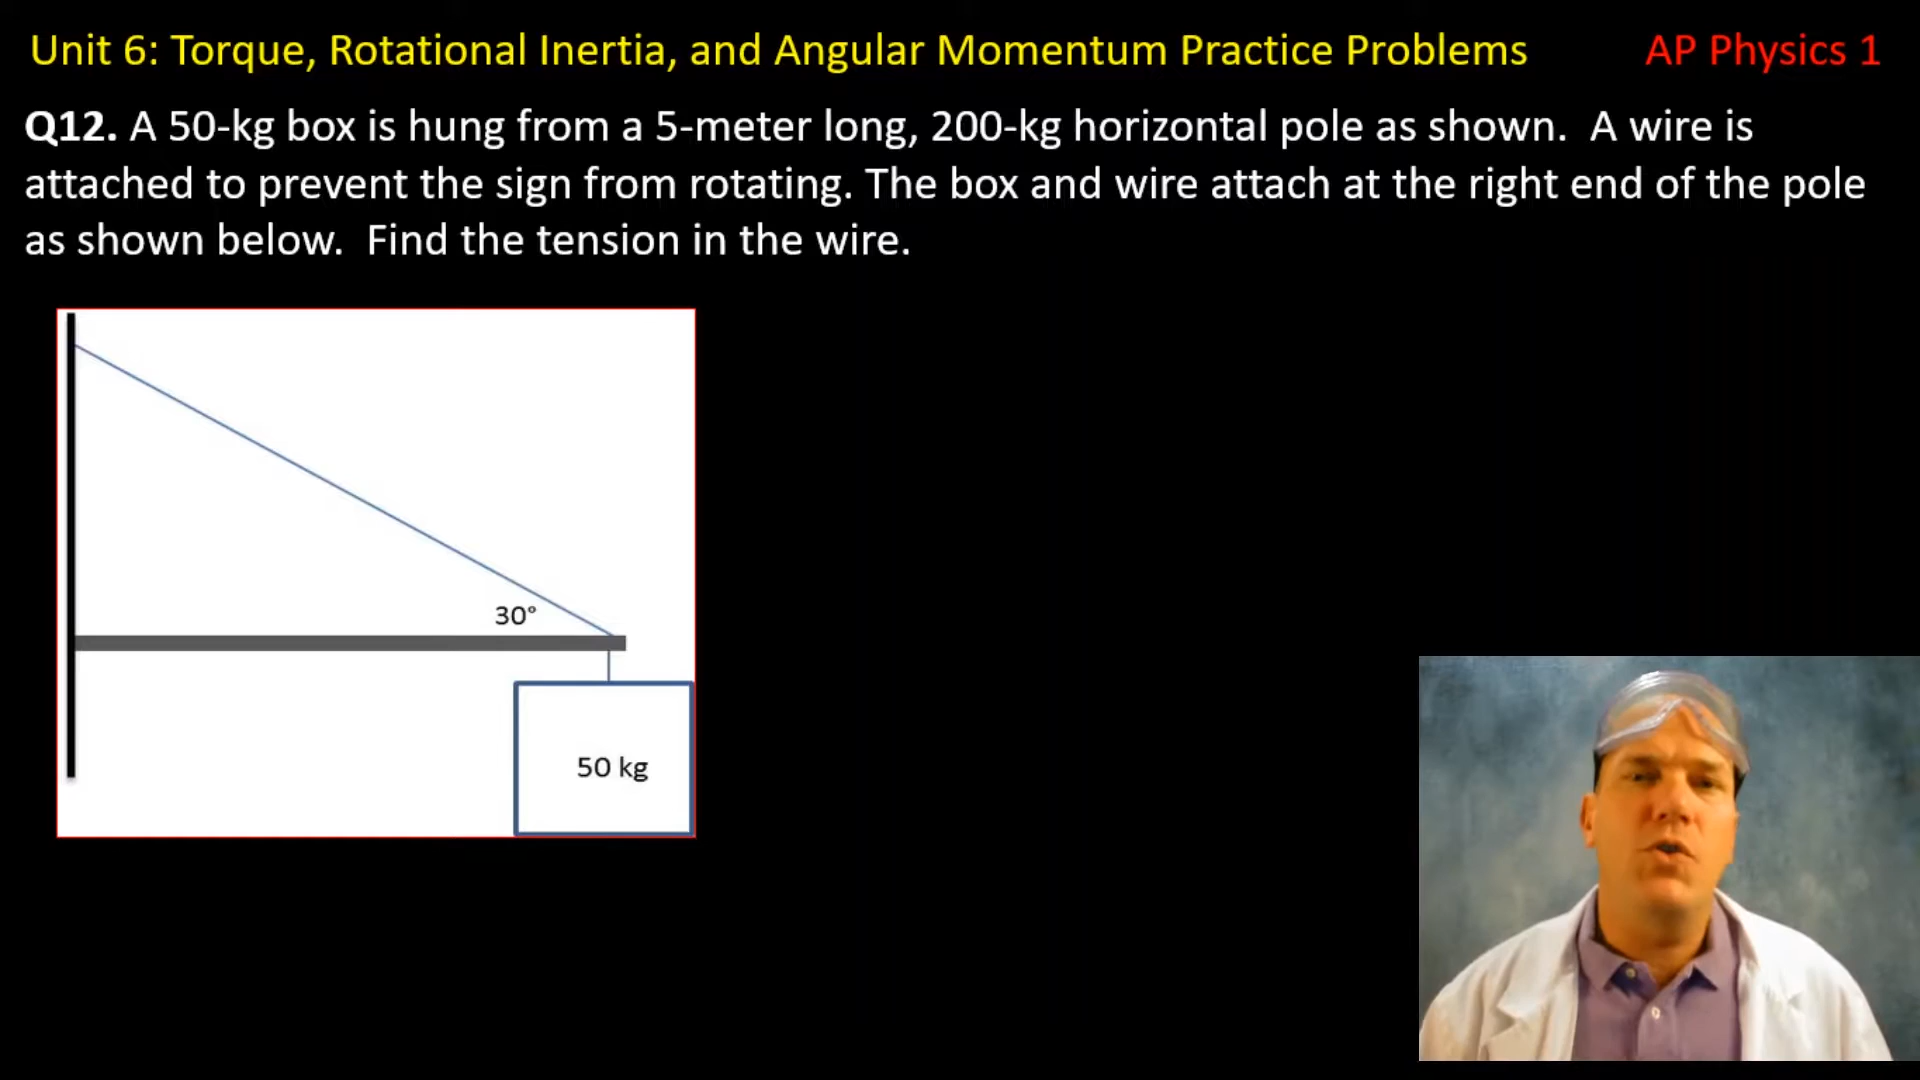 Unit 6: Torque, Rotational Inertia, and Angular Momentum Practice Problems AP Physics 1
Q12. A 50-kg box is hung from a 5-meter long, 200-kg horizontal pole as shown. A wire is
attached to prevent the sign from rotating. The box and wire attach at the right end of the pole
as shown below. Find the tension in the wire.
30°
50 kg